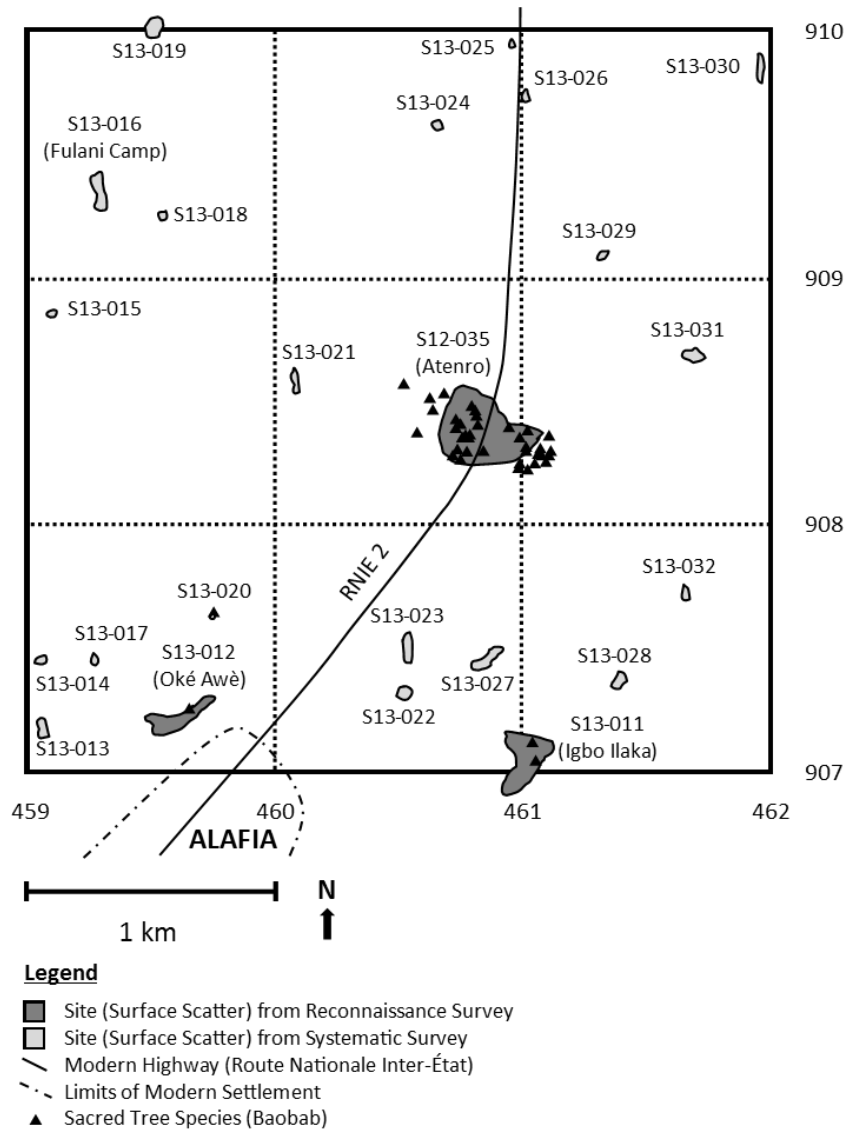 910
S13-019
S13-025
S13-030
S13-026
S13-024
S13-016
(Fulani Camp)
S13-018
S13-029
909
S13-015
S12-035
(Atenro)
S13-031
S13-021
908
RNIE 2
S13-032
S13-020
S13-023
S13-017
S13-012
(Oké Awè)
S13-028
S13-014
S13-027
S13-022
S13-011
(Igbo Ilaka)
S13-013
907
459
460
461
462
ALAFIA
N
1 km
Legend
Site (Surface Scatter) from Reconnaissance Survey
Site (Surface Scatter) from Systematic Survey
Modern Highway (Route Nationale Inter-État)
Limits of Modern Settlement
Sacred Tree Species (Baobab)